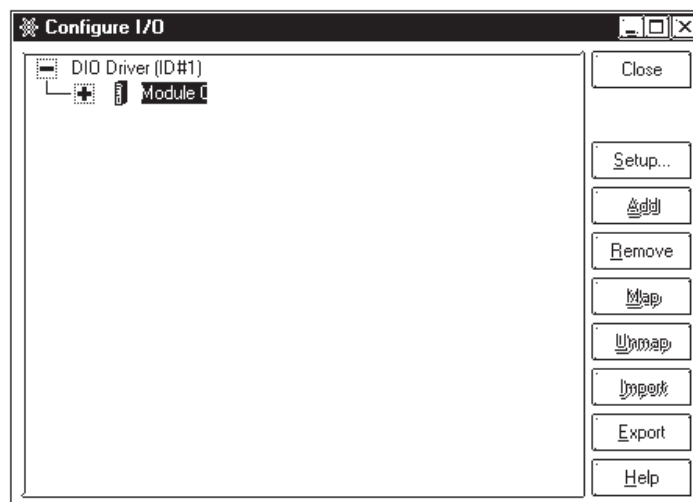 Configure I/O
DIO Driver (ID#1)
Module 0
Close
Setup...
Add
Remove
Map
Unmap
Import
Export
Help